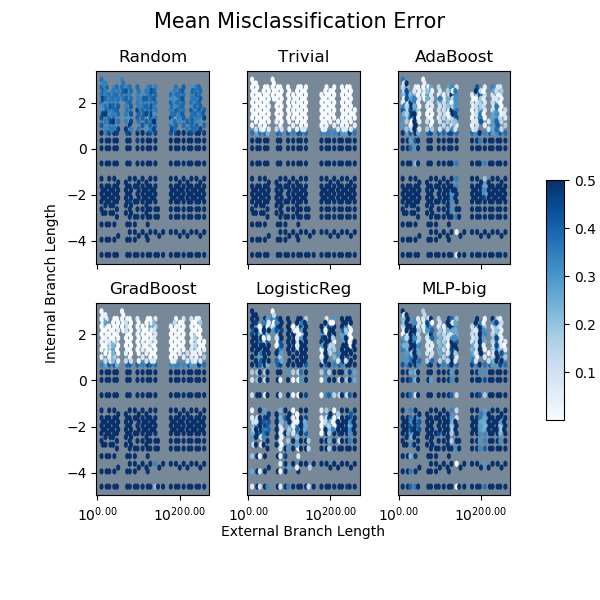 Mean Misclassification Error
Random Trivial AdaBoost
2
0
−2
−4
GradBoost LogisticReg MLP-big
2
0
−2
−4
10^0.00 10^200.00 10^0.00 10^200.00 10^0.00 10^200.00
Internal Branch Length
External Branch Length
0.5
0.4
0.3
0.2
0.1